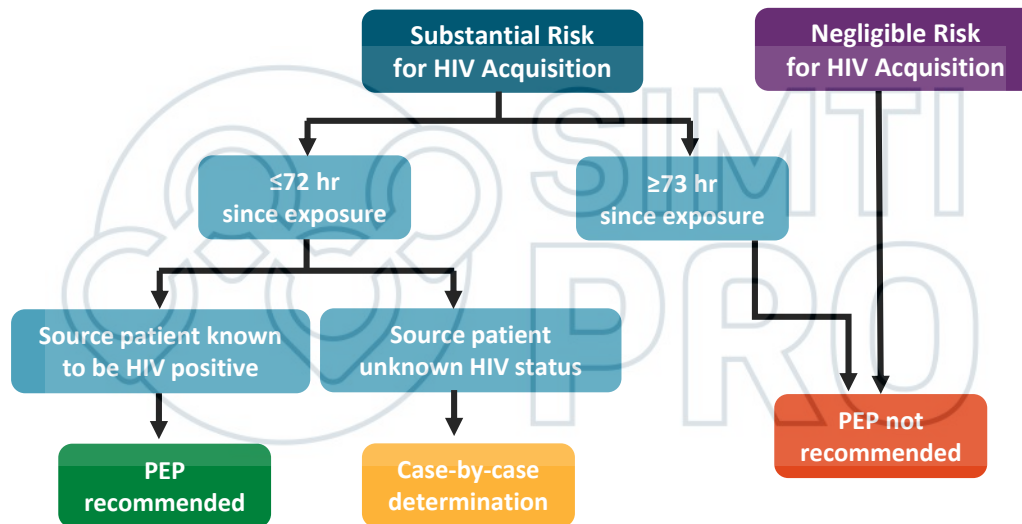 Substantial Risk
for HIV Acquisition
Negligible Risk
for HIV Acquisition
≤72 hr
since exposure
≥73 hr
since exposure
Source patient known
to be HIV positive
Source patient
unknown HIV status
PEP
recommended
Case-by-case
determination
PEP not
recommended
SIMTI
PRO